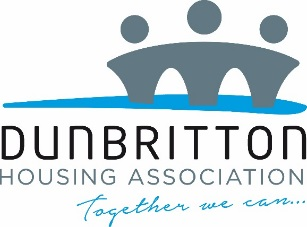 DUNBRITTON
HOUSING ASSOCIATION
Together we can...